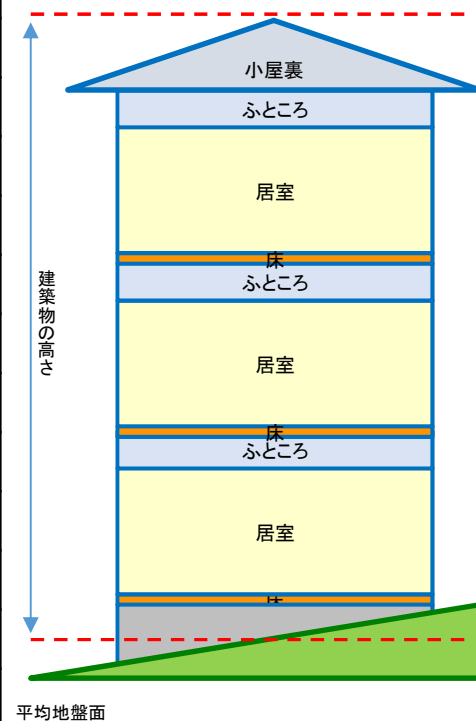 小屋裏
ふところ
居室
床
ふところ
居室
床
ふところ
居室
建築物の高さ
平均地盤面